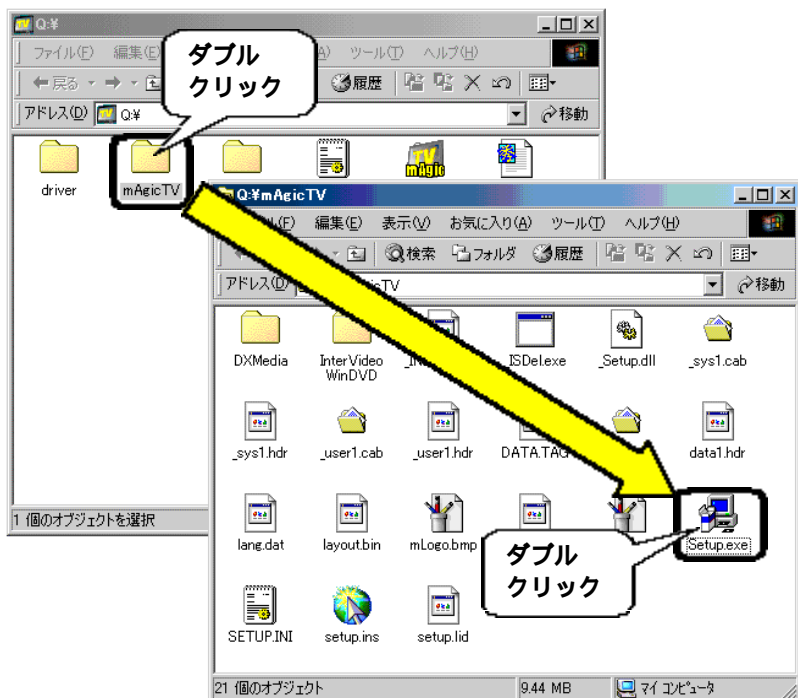 Q:¥
ファイル(F) 編集(E) ツール(T) ヘルプ(H)
ダブル
クリック
戻る 履歴
アドレス(D) Q:¥ 移動
driver mAgicTV
TV mAgic
1 個のオブジェクトを選択
Q:¥mAgicTV
編集(E) 表示(V) お気に入り(A) ツール(T) ヘルプ(H)
検索 フォルダ 履歴
アドレス(D) 移動
DXMedia InterVideo WinDVD ISDel.exe _Setup.dll _sys1.cab
_sys1.hdr _user1.cab _user1.hdr DATA.TAG data1.hdr
lang.dat layout.bin mLogo.bmp Setup.exe
ダブル
クリック
SETUP.INI setup.ins setup.lid
21 個のオブジェクト 9.44 MB マイ コンピュータ